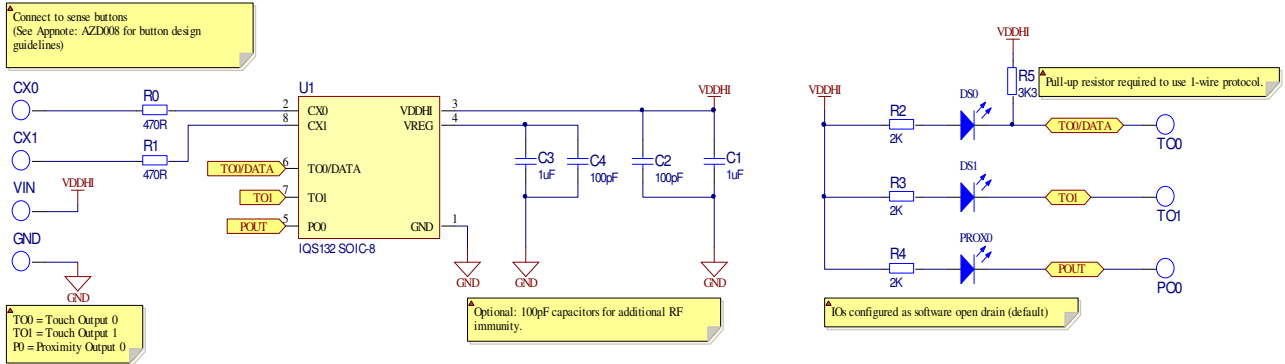 Connect to sense buttons
(See Appnote: AZD008 for button design
guidelines)
CX0
CX1
VIN
VDDHI
GND
GND
TO0 = Touch Output 0
TO1 = Touch Output 1
P0 = Proximity Output 0
R0
470R
R1
470R
U1
2
8
6
7
5
3
4
1
CX0
CX1
TO0/DATA
TO1
PO0
VDDHI
VREG
GND
IQS132 SOIC-8
TO0/DATA
TO1
POUT
GND
C3
1uF
C4
100pF
GND
C2
100pF
VDDHI
C1
1uF
GND
Optional: 100pF capacitors for additional RF
immunity.
VDDHI
R2
2K
DS0
VDDHI
R5
3K3
Pull-up resistor required to use 1-wire protocol.
TO0/DATA
TO0
R3
2K
DS1
TO1
TO1
R4
2K
PROX0
POUT
PO0
IOs configured as software open drain (default)